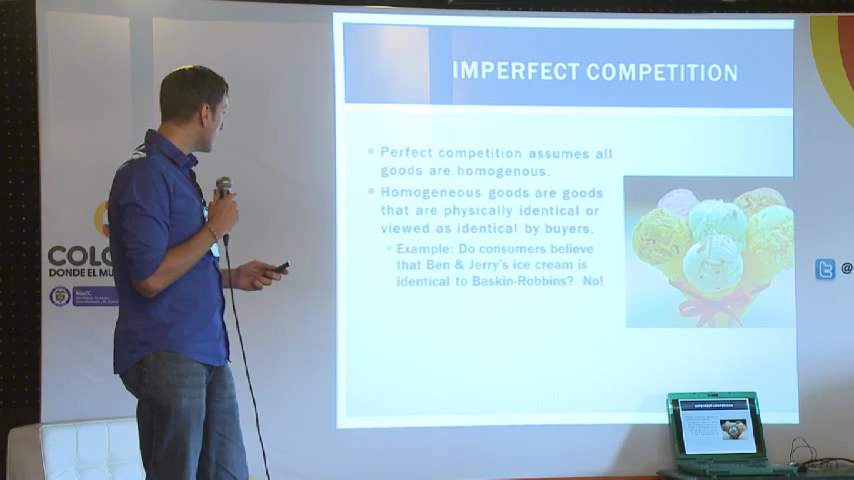 IMPERFECT COMPETITION
Perfect competition assumes all
goods are homogenous.
Homogeneous goods are goods
that are physically identical or
viewed as identical by buyers.
Example: Do consumers believe
that Ben & Jerry's ice cream is
identical to Baskin-Robbins? No!
COLO
DONDE EL MU
@
IMPERFECT COMPETITION